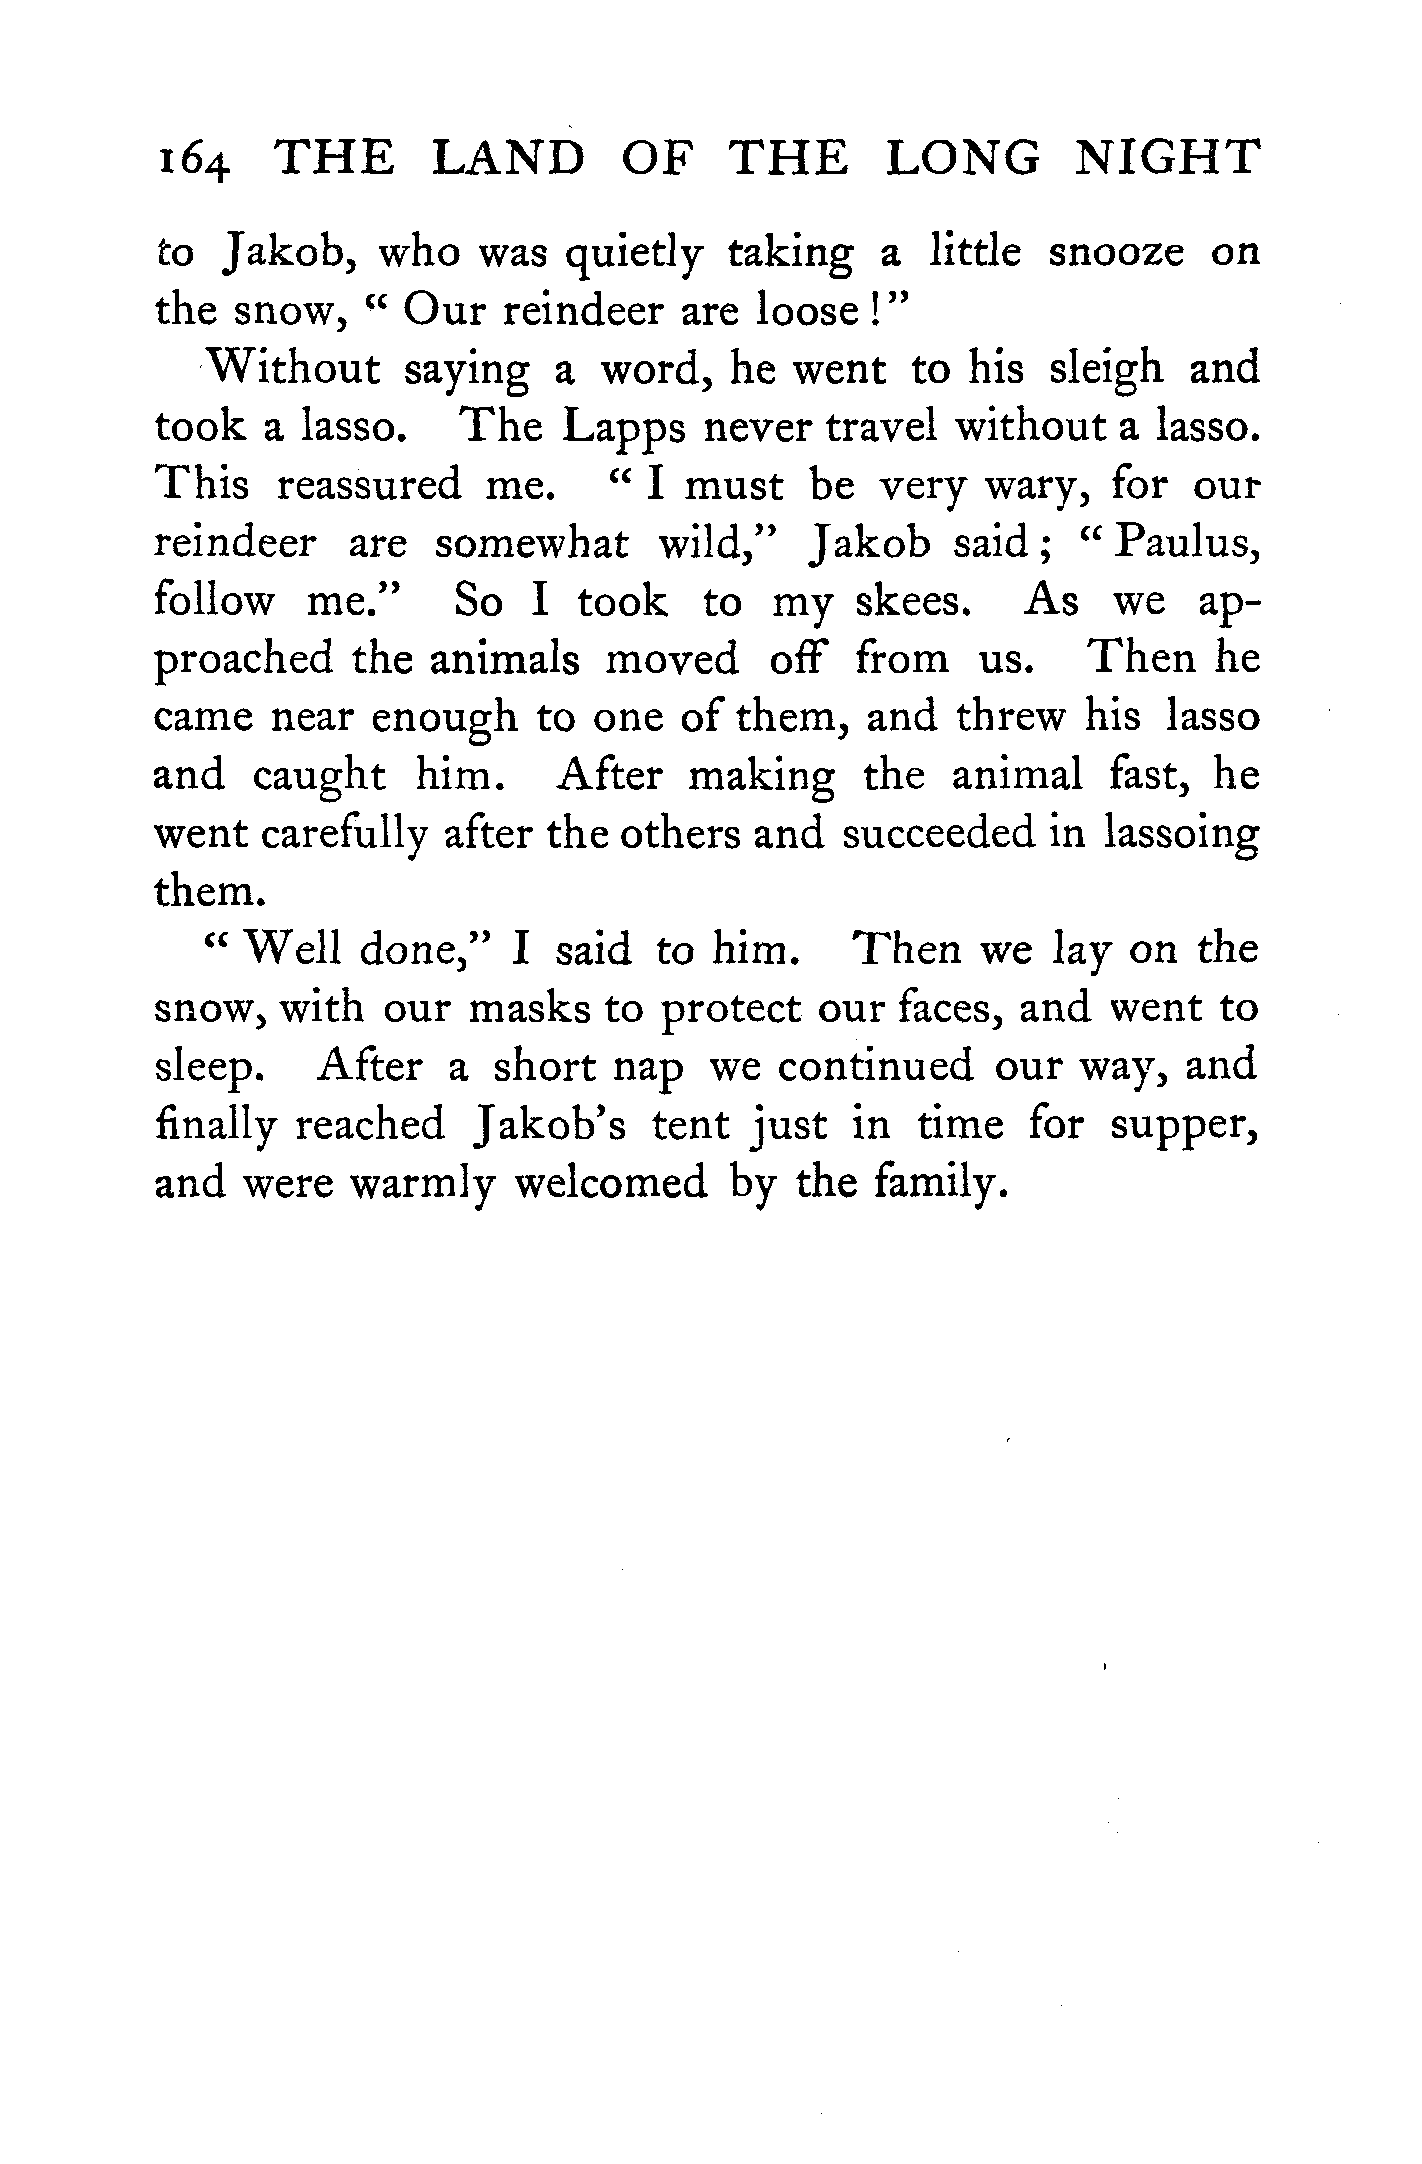 164 THE LAND OF THE LONG NIGHT
to Jakob, who was quietly taking a little snooze on
the snow, “ Our reindeer are loose !”
Without saying a word, he went to his sleigh and
took a lasso. The Lapps never travel without a lasso.
This reassured me. “ I must be very wary, for our
reindeer are somewhat wild,” Jakob said ; “ Paulus,
follow me.” So I took to my skees. As we ap-
proached the animals moved off from us. Then he
came near enough to one of them, and threw his lasso
and caught him. After making the animal fast, he
went carefully after the others and succeeded in lassoing
them.
“ Well done,” I said to him. Then we lay on the
snow, with our masks to protect our faces, and went to
sleep. After a short nap we continued our way, and
finally reached Jakob’s tent just in time for supper,
and were warmly welcomed by the family.